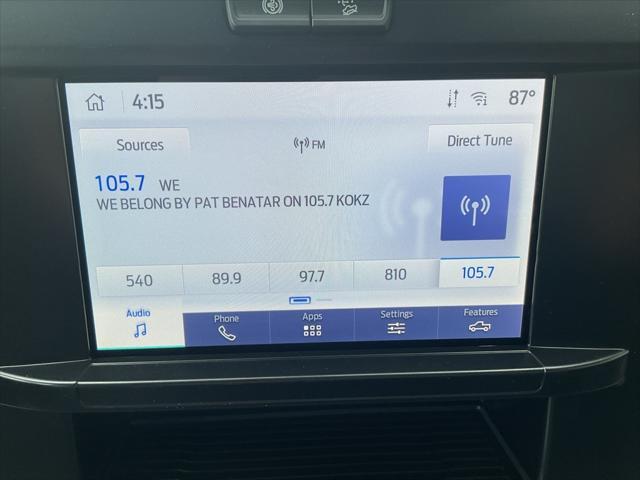 4:15 87°
Sources FM Direct Tune
105.7 WE
WE BELONG BY PAT BENATAR ON 105.7 KOKZ
540 89.9 97.7 810 105.7
Audio Phone Apps Settings Features